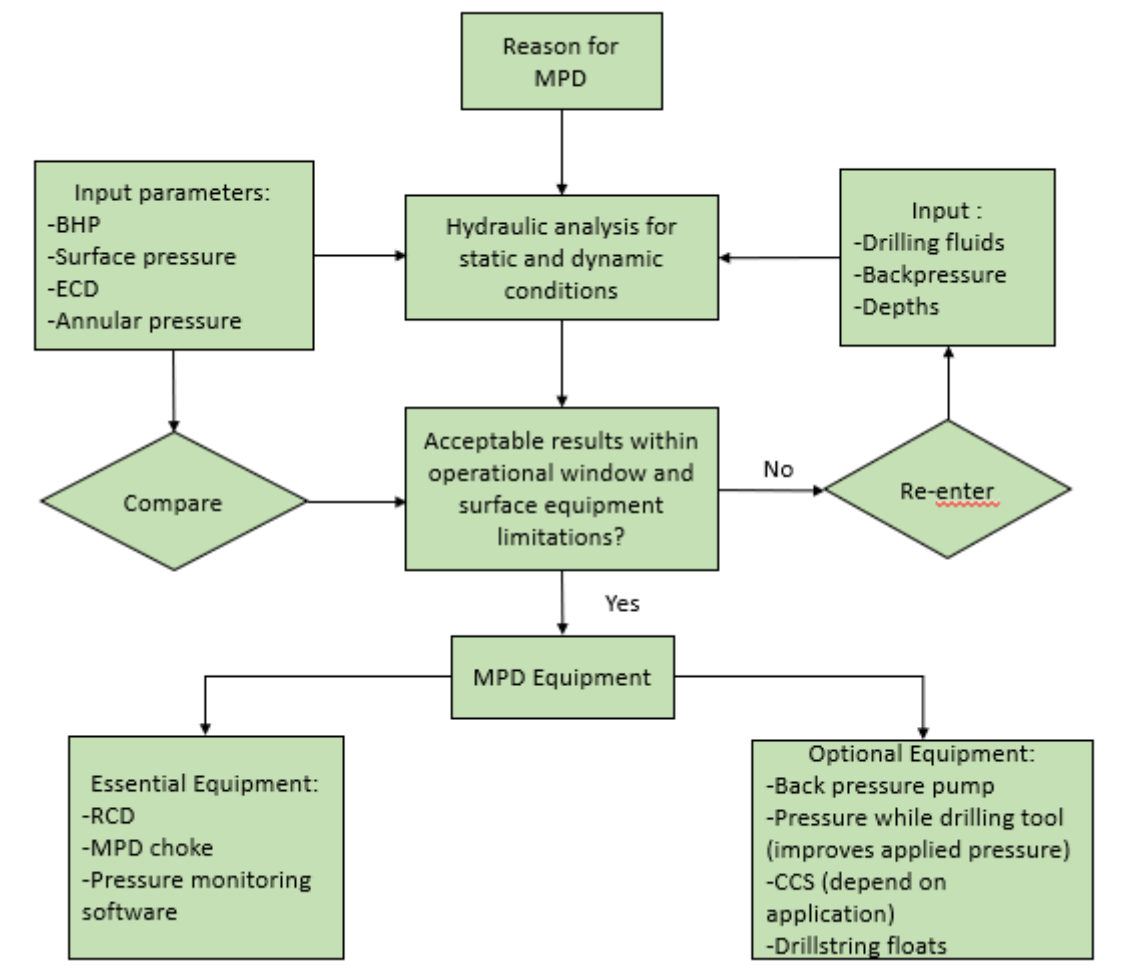 Reason for
MPD
Input parameters:
-BHP
-Surface pressure
-ECD
-Annular pressure
Hydraulic analysis for
static and dynamic
conditions
Input :
-Drilling fluids
-Backpressure
-Depths
Compare
Acceptable results within
operational window and
surface equipment
limitations?
No
Re-enter
Yes
MPD Equipment
Essential Equipment:
-RCD
-MPD choke
-Pressure monitoring
software
Optional Equipment:
-Back pressure pump
-Pressure while drilling tool
(improves applied pressure)
-CCS (depend on
application)
-Drillstring floats